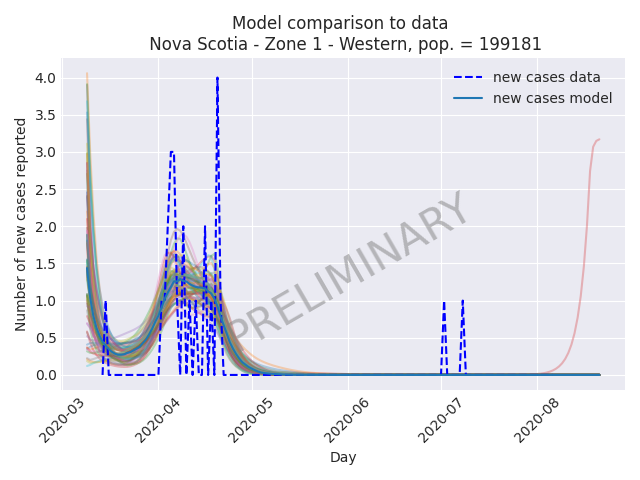 Model comparison to data
Nova Scotia - Zone 1 - Western, pop. = 199181
new cases data
new cases model
Number of new cases reported
4.0
3.5
3.0
2.5
2.0
1.5
1.0
0.5
0.0
PRELIMINARY
2020-03
2020-04
2020-05
2020-06
2020-07
2020-08
Day